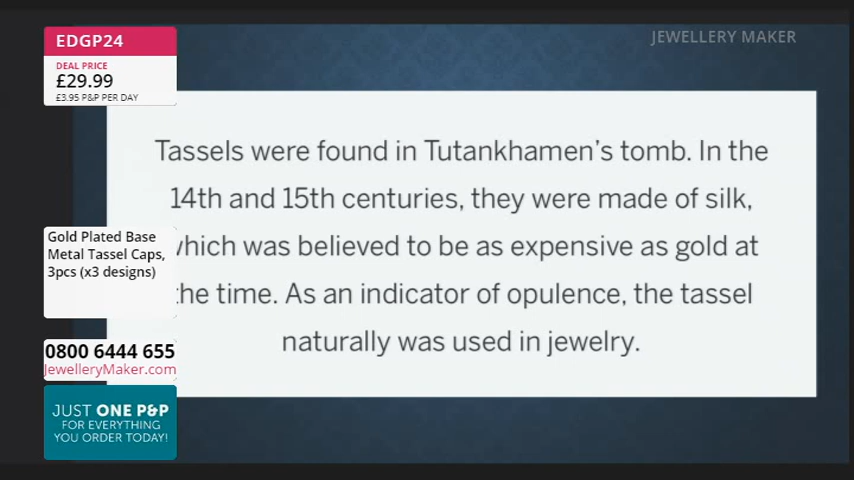 EDGP24
DEAL PRICE
£29.99
£3.95 P&P PER DAY
JEWELLERY MAKER
Tassels were found in Tutankhamen's tomb. In the
14th and 15th centuries, they were made of silk,
which was believed to be as expensive as gold at
the time. As an indicator of opulence, the tassel
naturally was used in jewelry.
Gold Plated Base
Metal Tassel Caps,
3pcs (x3 designs)
0800 6444 655
JewelleryMaker.com
JUST ONE P&P
FOR EVERYTHING
YOU ORDER TODAY!